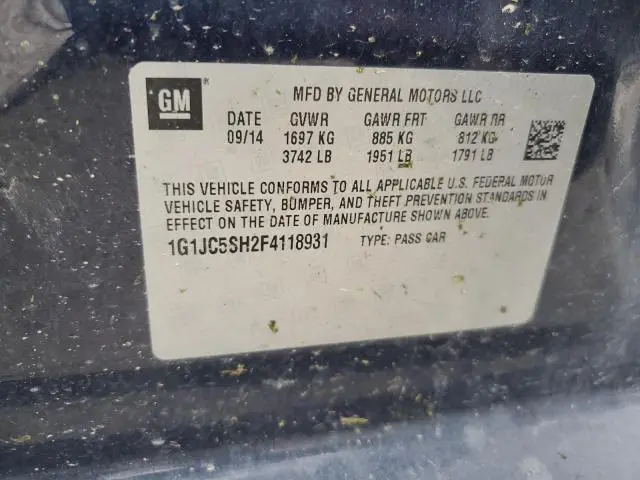 GM ®
MFD BY GENERAL MOTORS LLC
DATE GVWR GAWR FRT GAWR RR
09/14 1697 KG 885 KG 812 KG
3742 LB 1951 LB 1791 LB
THIS VEHICLE CONFORMS TO ALL APPLICABLE U.S. FEDERAL MOTOR
VEHICLE SAFETY, BUMPER, AND THEFT PREVENTION STANDARDS IN
EFFECT ON THE DATE OF MANUFACTURE SHOWN ABOVE.
1G1JC5SH2F4118931 TYPE: PASS CAR